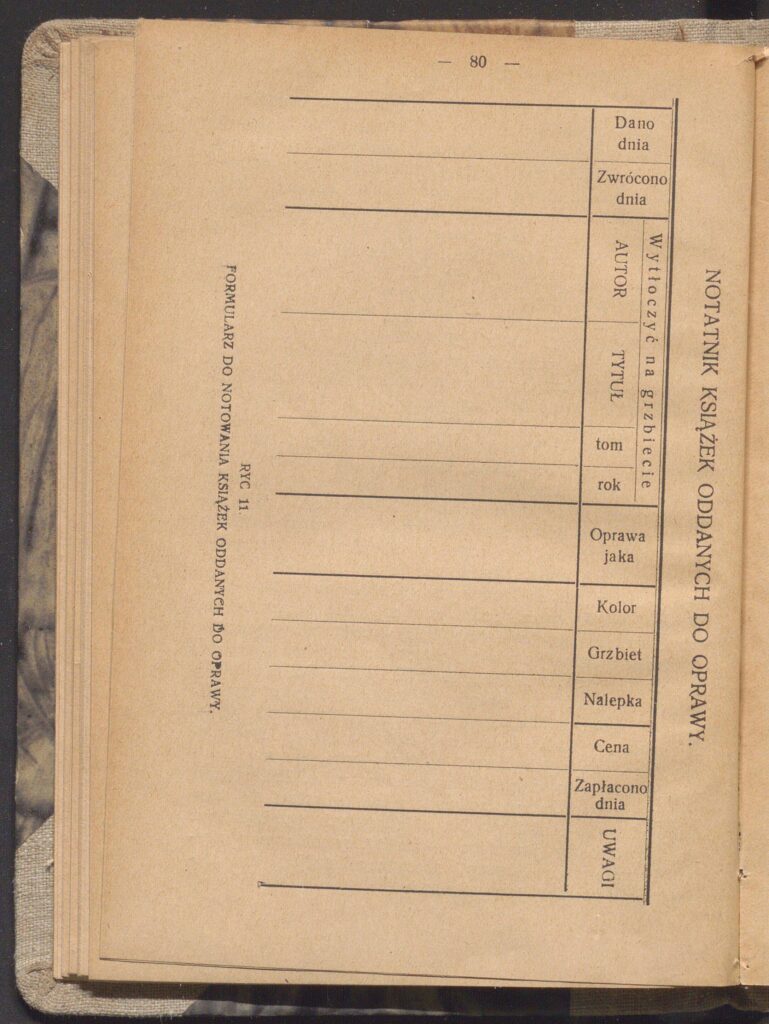 — 80 —
NOTATNIK KSIĄŻEK ODDANYCH DO OPRAWY.
Dano
dnia
Zwrócono
dnia
Wytłoczyć na grzbiecie
AUTOR
TYTUŁ
tom
rok
Oprawa
jaka
Kolor
Grzbiet
Nalepka
Cena
Zapłacono
dnia
UWAGI
RYC 11.
FORMULARZ DO NOTOWANIA KSIĄŻEK ODDANYCH DO OPRAWY.